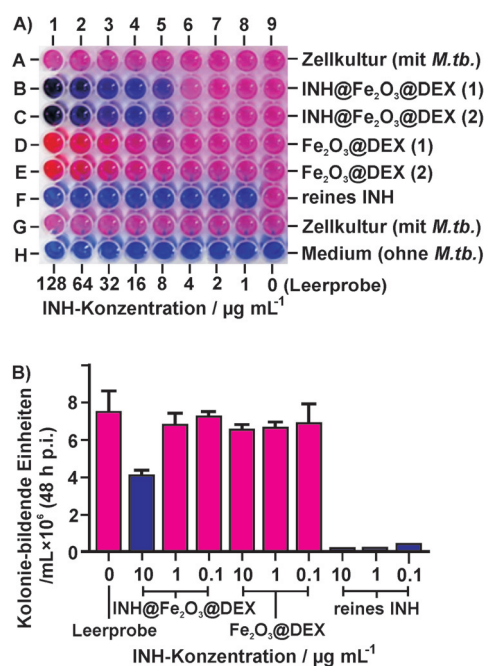 A)
1 2 3 4 5 6 7 8 9
A Zellkultur (mit M.tb.)
B INH@Fe₂O₃@DEX (1)
C INH@Fe₂O₃@DEX (2)
D Fe₂O₃@DEX (1)
E Fe₂O₃@DEX (2)
F reines INH
G Zellkultur (mit M.tb.)
H Medium (ohne M.tb.)
128 64 32 16 8 4 2 1 0 (Leerprobe)
INH-Konzentration / µg mL⁻¹
B)
Kolonie-bildende Einheiten
/mL×10⁶ (48 h p.i.)
8
6
4
2
0
0 10 1 0.1 10 1 0.1 10 1 0.1
INH@Fe₂O₃@DEX reines INH
Leerprobe Fe₂O₃@DEX
INH-Konzentration / µg mL⁻¹